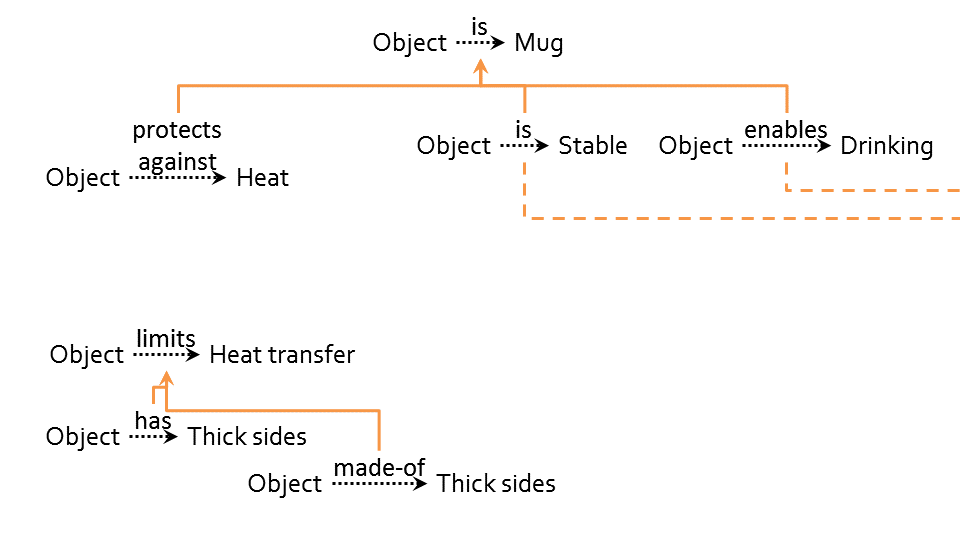 Object is Mug
protects
Object against Heat
Object is Stable
Object enables Drinking
Object limits Heat transfer
Object has Thick sides
Object made-of Thick sides